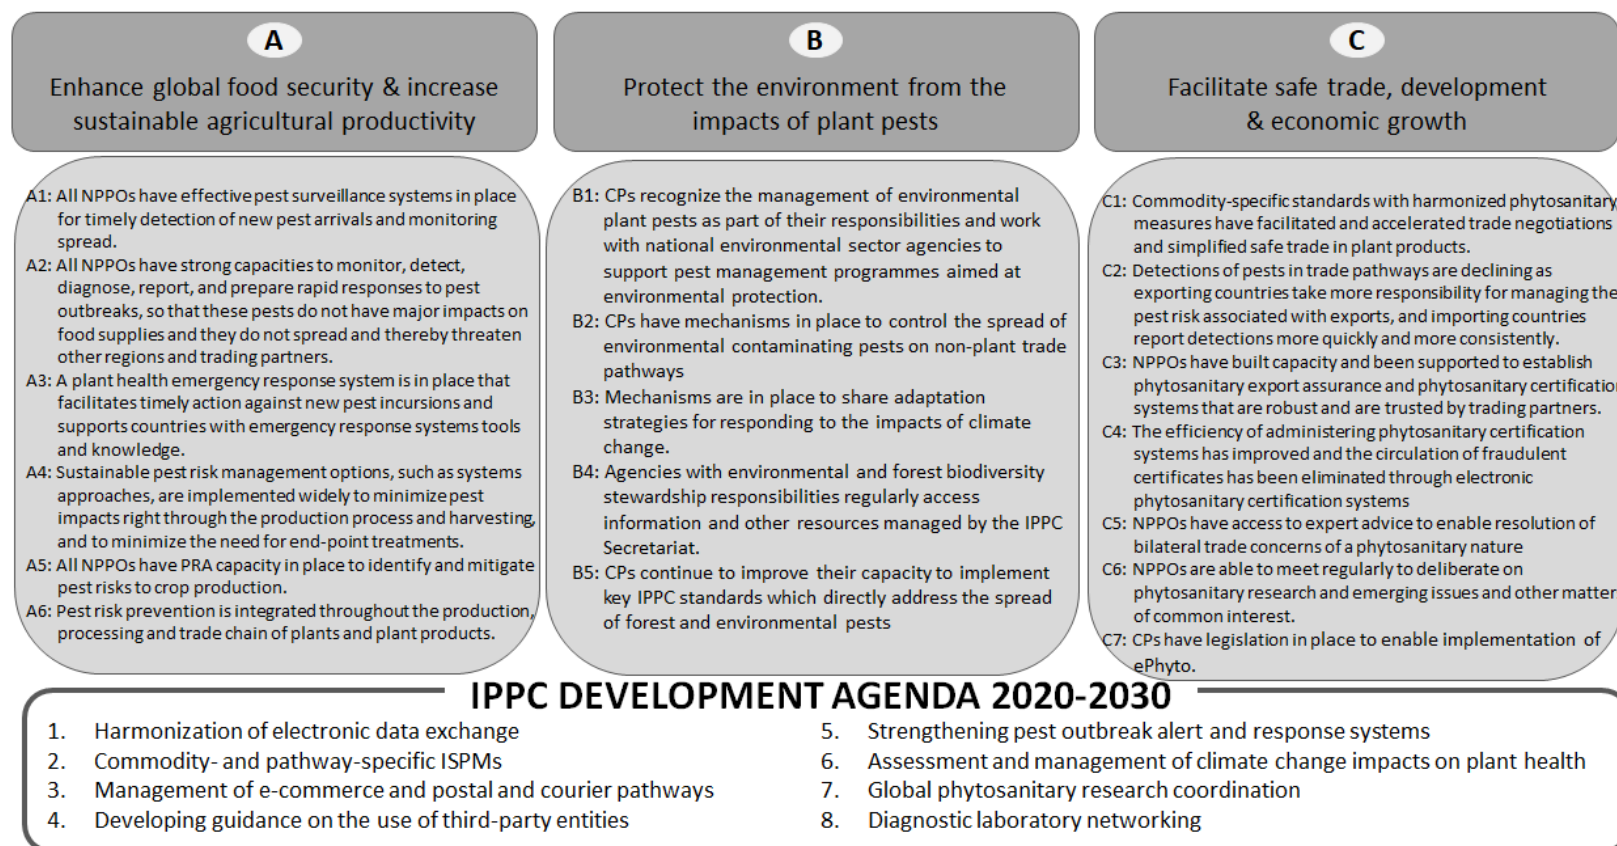 A
Enhance global food security & increase
sustainable agricultural productivity
A1: All NPPOs have effective pest surveillance systems in place
for timely detection of new pest arrivals and monitoring
spread.
A2: All NPPOs have strong capacities to monitor, detect,
diagnose, report, and prepare rapid responses to pest
outbreaks, so that these pests do not have major impacts on
food supplies and they do not spread and thereby threaten
other regions and trading partners.
A3: A plant health emergency response system is in place that
facilitates timely action against new pest incursions and
supports countries with emergency response systems tools
and knowledge.
A4: Sustainable pest risk management options, such as systems
approaches, are implemented widely to minimize pest
impacts right through the production process and harvesting,
and to minimize the need for end-point treatments.
A5: All NPPOs have PRA capacity in place to identify and mitigate
pest risks to crop production.
A6: Pest risk prevention is integrated throughout the production,
processing and trade chain of plants and plant products.
B
Protect the environment from the
impacts of plant pests
B1: CPs recognize the management of environmental
plant pests as part of their responsibilities and work
with national environmental sector agencies to
support pest management programmes aimed at
environmental protection.
B2: CPs have mechanisms in place to control the spread of
environmental contaminating pests on non-plant trade
pathways
B3: Mechanisms are in place to share adaptation
strategies for responding to the impacts of climate
change.
B4: Agencies with environmental and forest biodiversity
stewardship responsibilities regularly access
information and other resources managed by the IPPC
Secretariat.
B5: CPs continue to improve their capacity to implement
key IPPC standards which directly address the spread
of forest and environmental pests
C
Facilitate safe trade, development
& economic growth
C1: Commodity-specific standards with harmonized phytosanitary
measures have facilitated and accelerated trade negotiations
and simplified safe trade in plant products.
C2: Detections of pests in trade pathways are declining as
exporting countries take more responsibility for managing the
pest risk associated with exports, and importing countries
report detections more quickly and more consistently.
C3: NPPOs have built capacity and been supported to establish
phytosanitary export assurance and phytosanitary certification
systems that are robust and are trusted by trading partners.
C4: The efficiency of administering phytosanitary certification
systems has improved and the circulation of fraudulent
certificates has been eliminated through electronic
phytosanitary certification systems
C5: NPPOs have access to expert advice to enable resolution of
bilateral trade concerns of a phytosanitary nature
C6: NPPOs are able to meet regularly to deliberate on
phytosanitary research and emerging issues and other matter
of common interest.
C7: CPs have legislation in place to enable implementation of
ePhyto.
IPPC DEVELOPMENT AGENDA 2020-2030
1. Harmonization of electronic data exchange
2. Commodity- and pathway-specific ISPMs
3. Management of e-commerce and postal and courier pathways
4. Developing guidance on the use of third-party entities
5. Strengthening pest outbreak alert and response systems
6. Assessment and management of climate change impacts on plant health
7. Global phytosanitary research coordination
8. Diagnostic laboratory networking